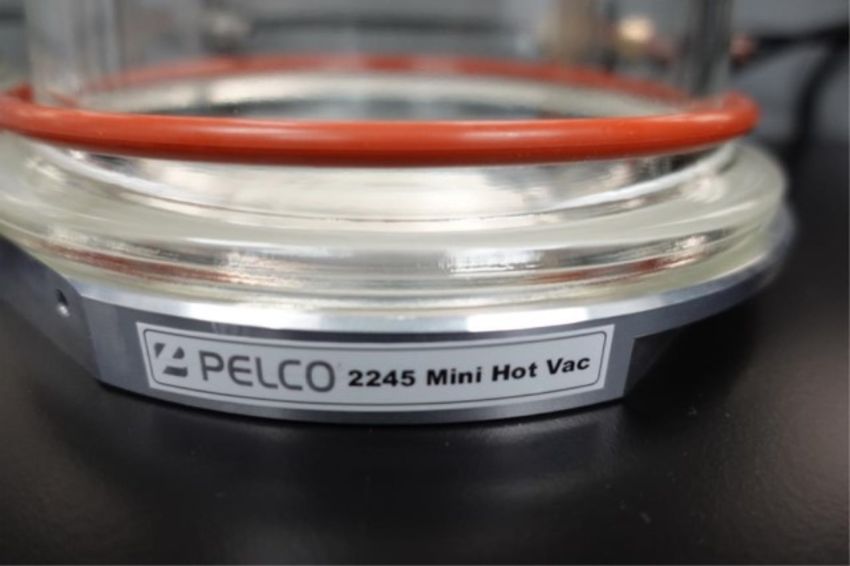 PELCO 2245 Mini Hot Vac